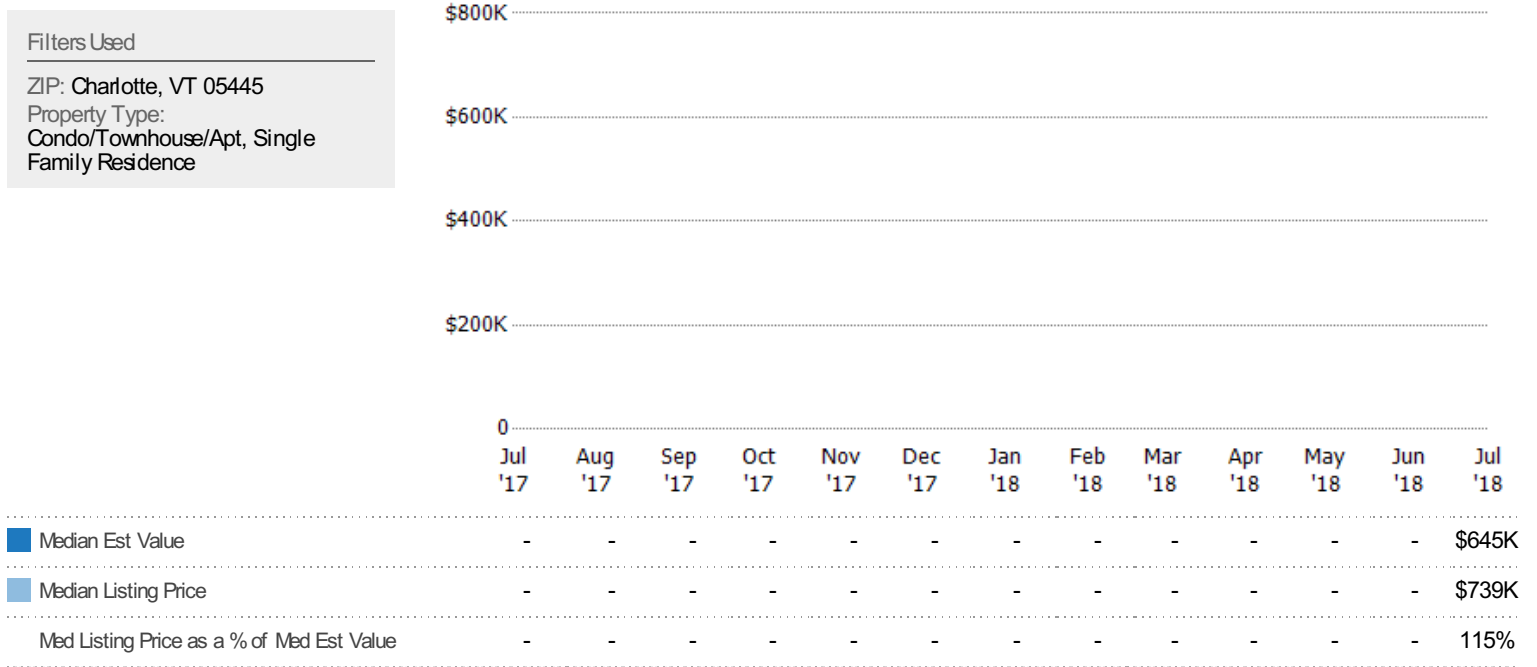 Filters Used
ZIP: Charlotte, VT 05445
Property Type:
Condo/Townhouse/Apt, Single
Family Residence
$800K
$600K
$400K
$200K
0
Jul Aug Sep Oct Nov Dec Jan Feb Mar Apr May Jun Jul
'17 '17 '17 '17 '17 '17 '18 '18 '18 '18 '18 '18 '18
Median Est Value - - - - - - - - - - - - $645K
Median Listing Price - - - - - - - - - - - - $739K
Med Listing Price as a % of Med Est Value - - - - - - - - - - - - 115%